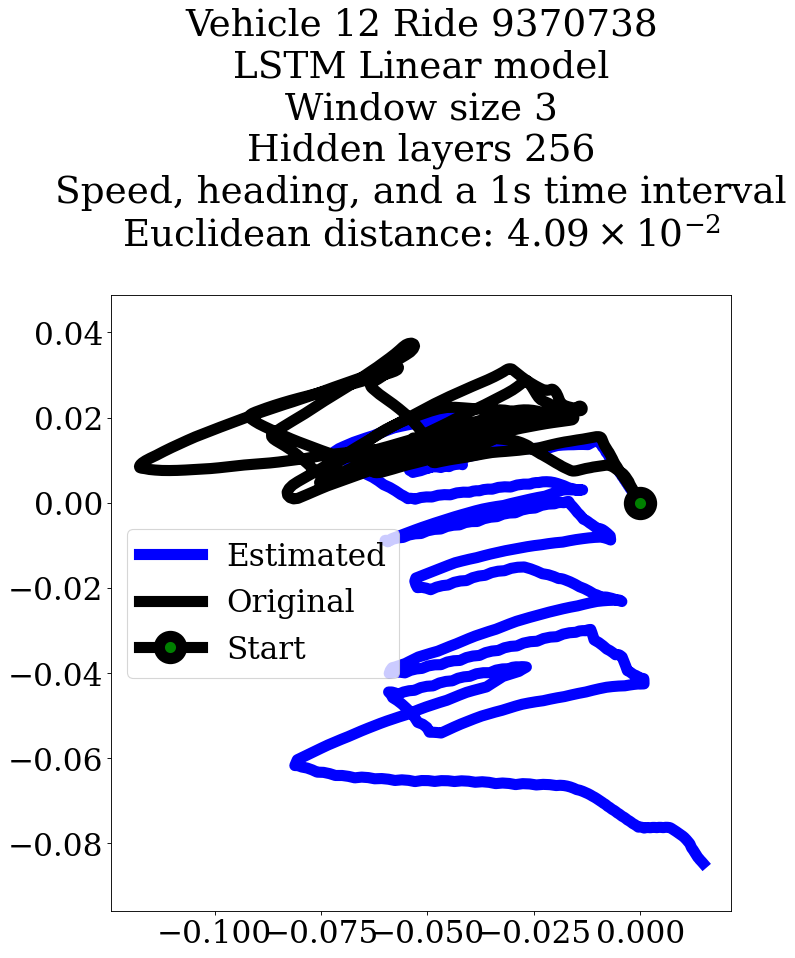 Vehicle 12 Ride 9370738
LSTM Linear model
Window size 3
Hidden layers 256
Speed, heading, and a 1s time interval
Euclidean distance: 4.09 × 10⁻²
0.04
0.02
0.00
−0.02
−0.04
−0.06
−0.08
Estimated
Original
Start
−0.100 −0.075 −0.050 −0.025 0.000